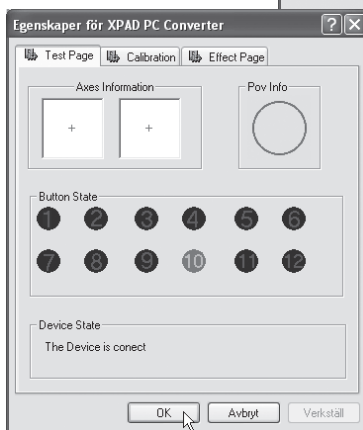 Egenskaper för XPAD PC Converter
Test Page Calibration Effect Page
Axes Information Pov Info
Button State
1 2 3 4 5 6
7 8 9 10 11 12
Device State
The Device is conect
OK Avbryt Verkställ